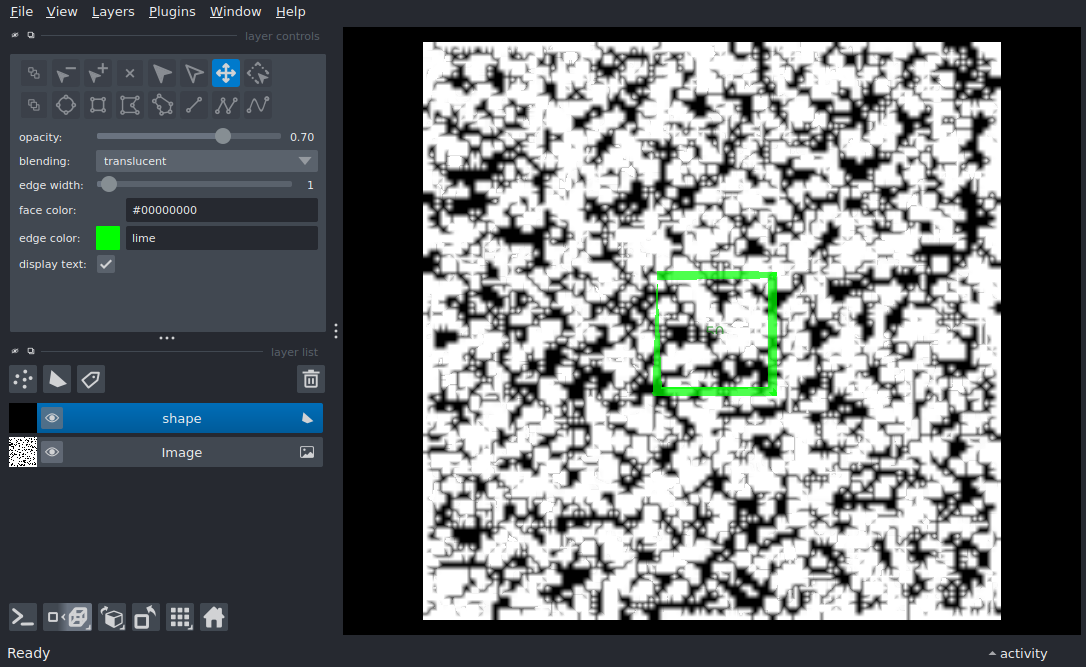 File View Layers Plugins Window Help
layer controls
opacity: 0.70
blending: translucent
edge width: 1
face color: #00000000
edge color: lime
display text:
layer list
shape
Image
Ready
activity